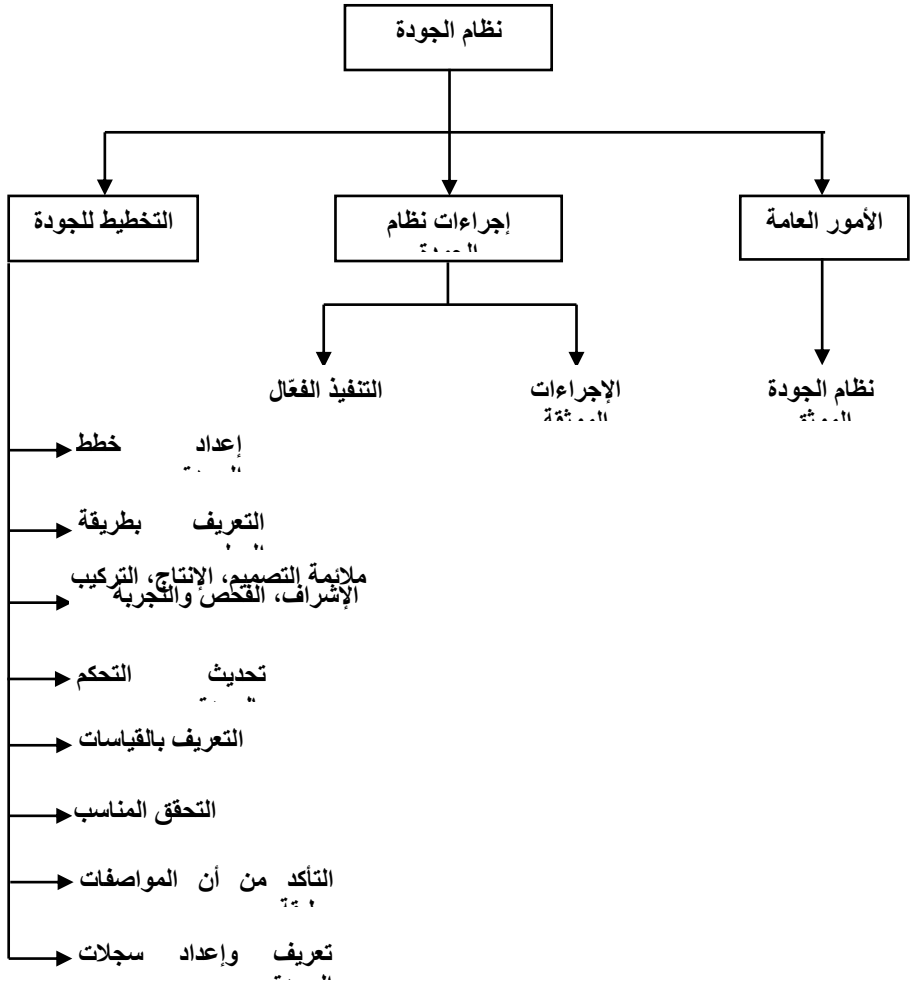 نظام الجودة
الأمور العامة
إجراءات نظام
التخطيط للجودة
نظام الجودة
الإجراءات
التنفيذ الفعّال
إعداد خطط
التعريف بطريقة
ملائمة التصميم، الإنتاج، التركيب
الإشراف، الفحص والتجربة
تحديث التحكم
التعريف بالقياسات
التحقق المناسب
التأكد من أن المواصفات
تعريف وإعداد سجلات